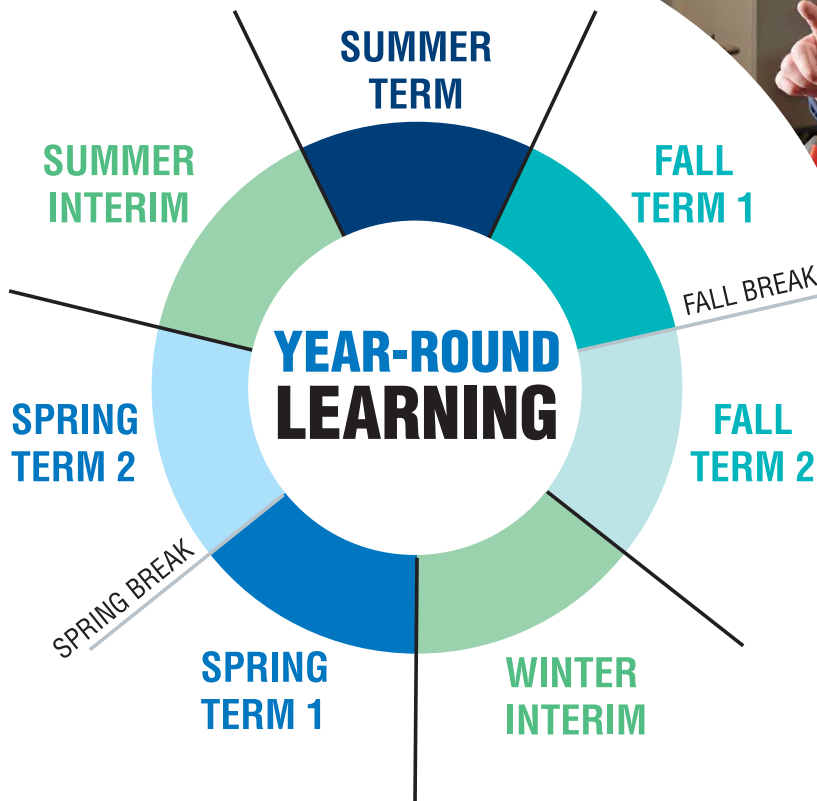 SUMMER
TERM
FALL
TERM 1
FALL BREAK
FALL
TERM 2
WINTER
INTERIM
SPRING
TERM 1
SPRING BREAK
SPRING
TERM 2
SUMMER
INTERIM
YEAR-ROUND
LEARNING